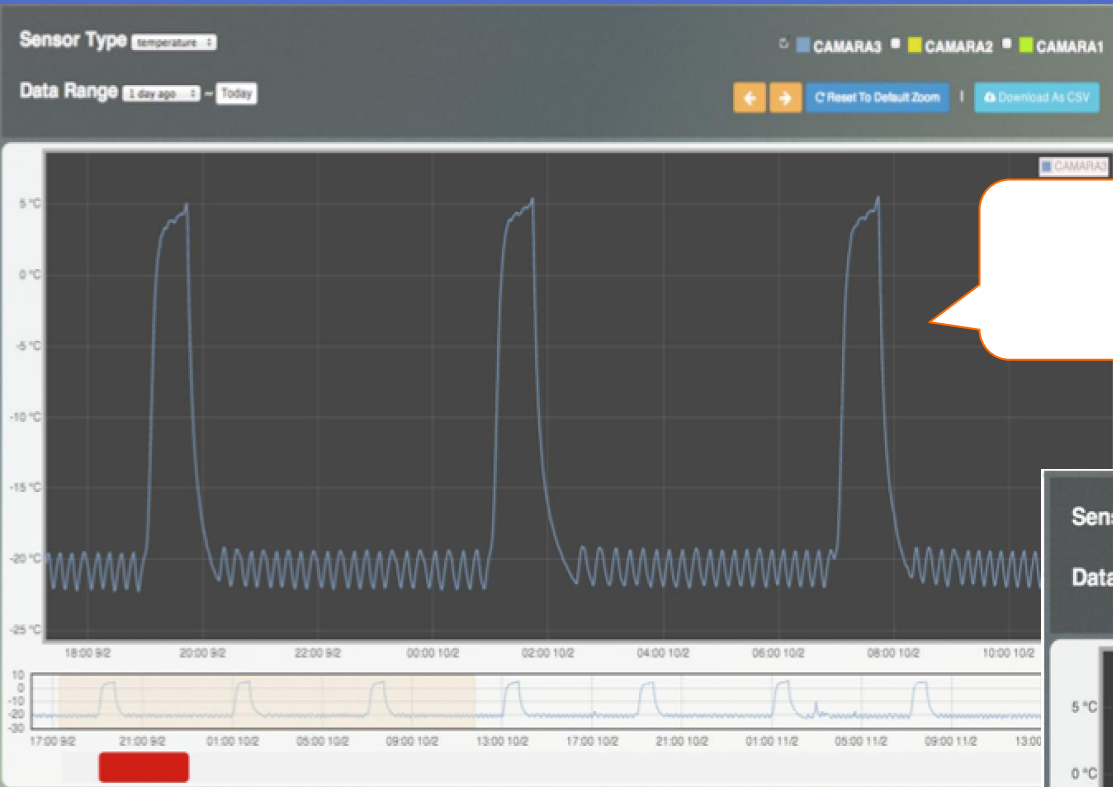 Sensor Type temperature
CAMARA3 CAMARA2 CAMARA1
Data Range 1 day ago ~ Today
Reset To Default Zoom | Download As CSV
CAMARA3
5 °C
0 °C
-5 °C
-10 °C
-15 °C
-20 °C
-25 °C
18:00 9/2 20:00 9/2 22:00 9/2 00:00 10/2 02:00 10/2 04:00 10/2 06:00 10/2 08:00 10/2 10:00 10/2
10
0
-10
-20
-30
17:00 9/2 21:00 9/2 01:00 10/2 05:00 10/2 09:00 10/2 13:00 10/2 17:00 10/2 21:00 10/2 01:00 11/2 05:00 11/2 09:00 11/2 13:00
Sens
Data
5 °C
0 °C